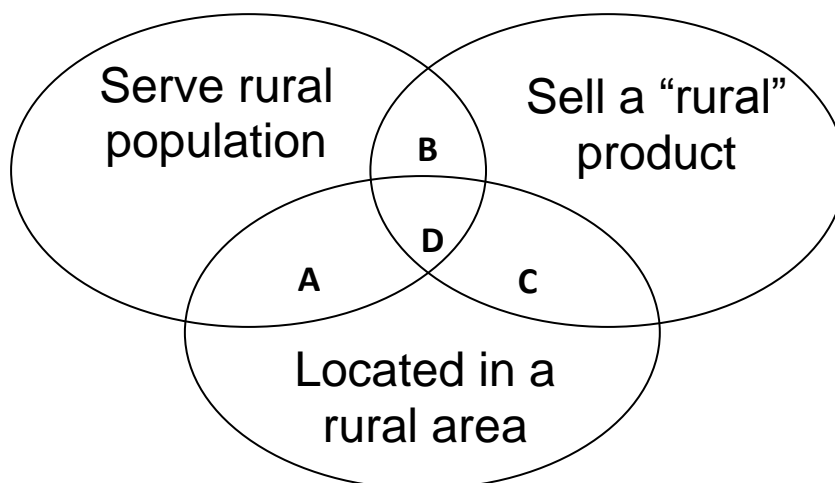 Serve rural
population
Sell a “rural”
product
B
D
A
C
Located in a
rural area